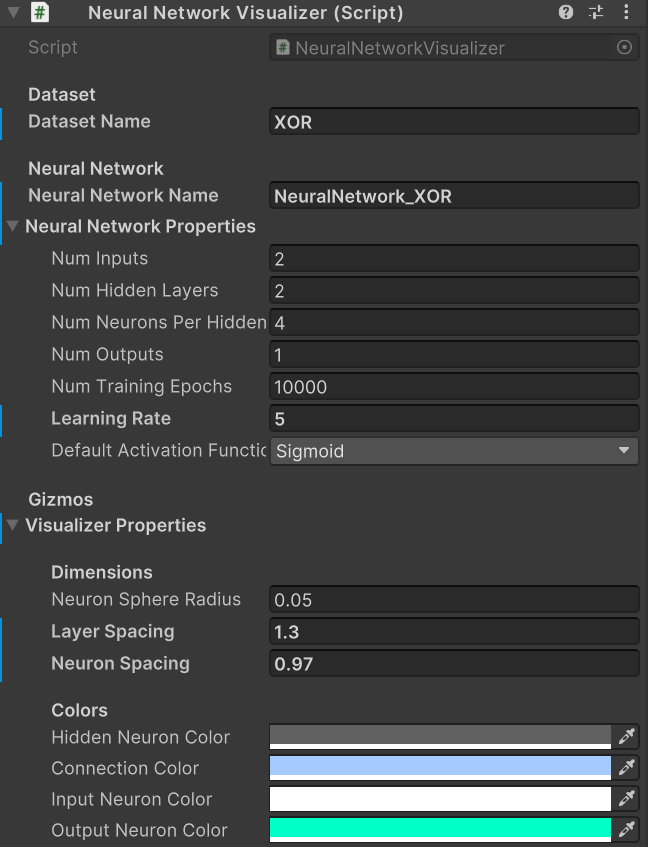 Neural Network Visualizer (Script)
Script NeuralNetworkVisualizer
Dataset
Dataset Name XOR
Neural Network
Neural Network Name NeuralNetwork_XOR
Neural Network Properties
Num Inputs 2
Num Hidden Layers 2
Num Neurons Per Hidden 4
Num Outputs 1
Num Training Epochs 10000
Learning Rate 5
Default Activation Functic Sigmoid
Gizmos
Visualizer Properties
Dimensions
Neuron Sphere Radius 0.05
Layer Spacing 1.3
Neuron Spacing 0.97
Colors
Hidden Neuron Color
Connection Color
Input Neuron Color
Output Neuron Color